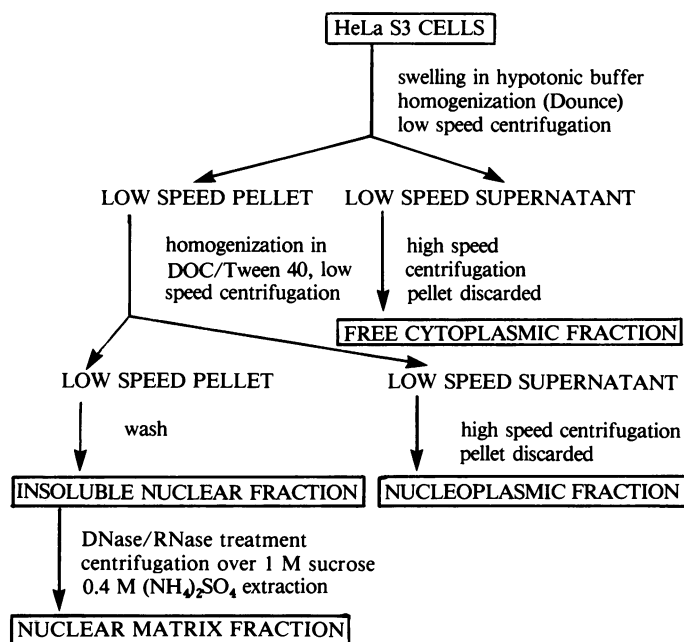 HeLa S3 CELLS
swelling in hypotonic buffer
homogenization (Dounce)
low speed centrifugation
LOW SPEED PELLET
LOW SPEED SUPERNATANT
homogenization in
DOC/Tween 40, low
speed centrifugation
high speed
centrifugation
pellet discarded
FREE CYTOPLASMIC FRACTION
LOW SPEED PELLET
LOW SPEED SUPERNATANT
wash
high speed centrifugation
pellet discarded
INSOLUBLE NUCLEAR FRACTION
NUCLEOPLASMIC FRACTION
DNase/RNase treatment
centrifugation over 1 M sucrose
0.4 M (NH₄)₂SO₄ extraction
NUCLEAR MATRIX FRACTION